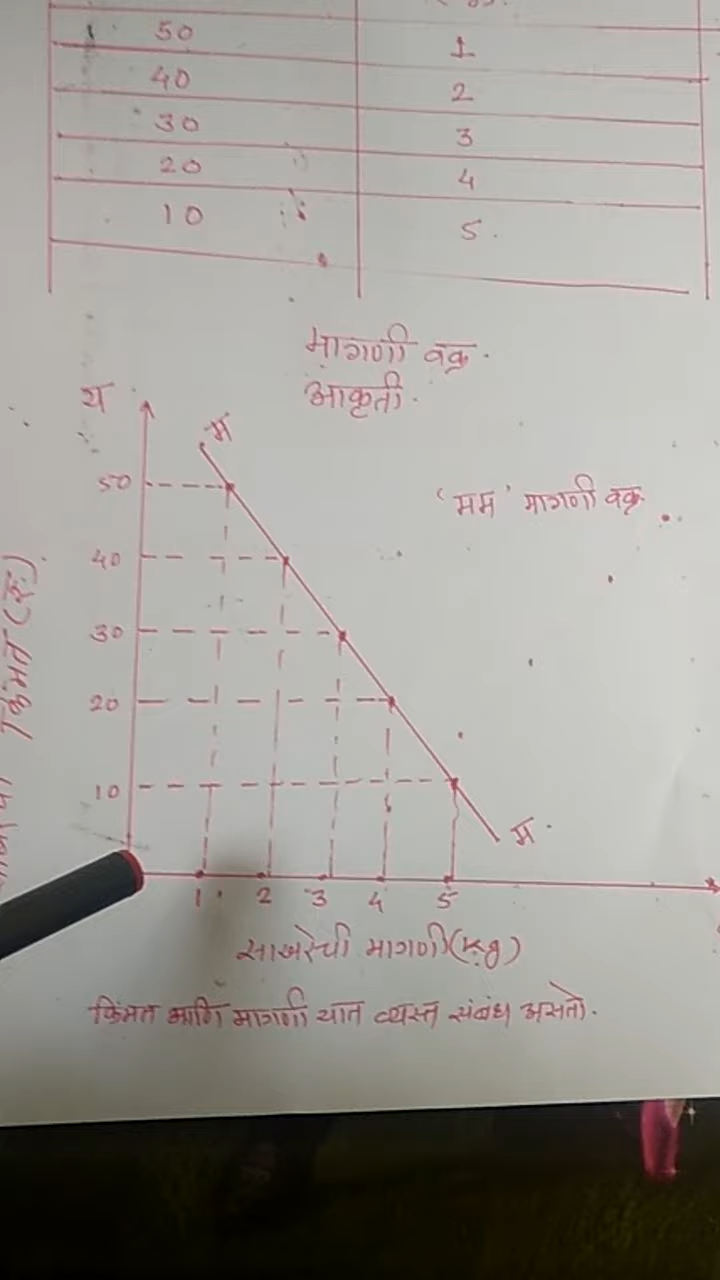 50 1
40 2
30 3
20 4
10 5.
मागणी वक्र.
आकृती.
य
म
50
'मम' मागणी वक्र
40
किंमत (रु.)
30
20
10
म.
1 2 3 4 5
साखरेची मागणी (kg)
किंमत आणि मागणी यात व्यस्त संबंध असतो.